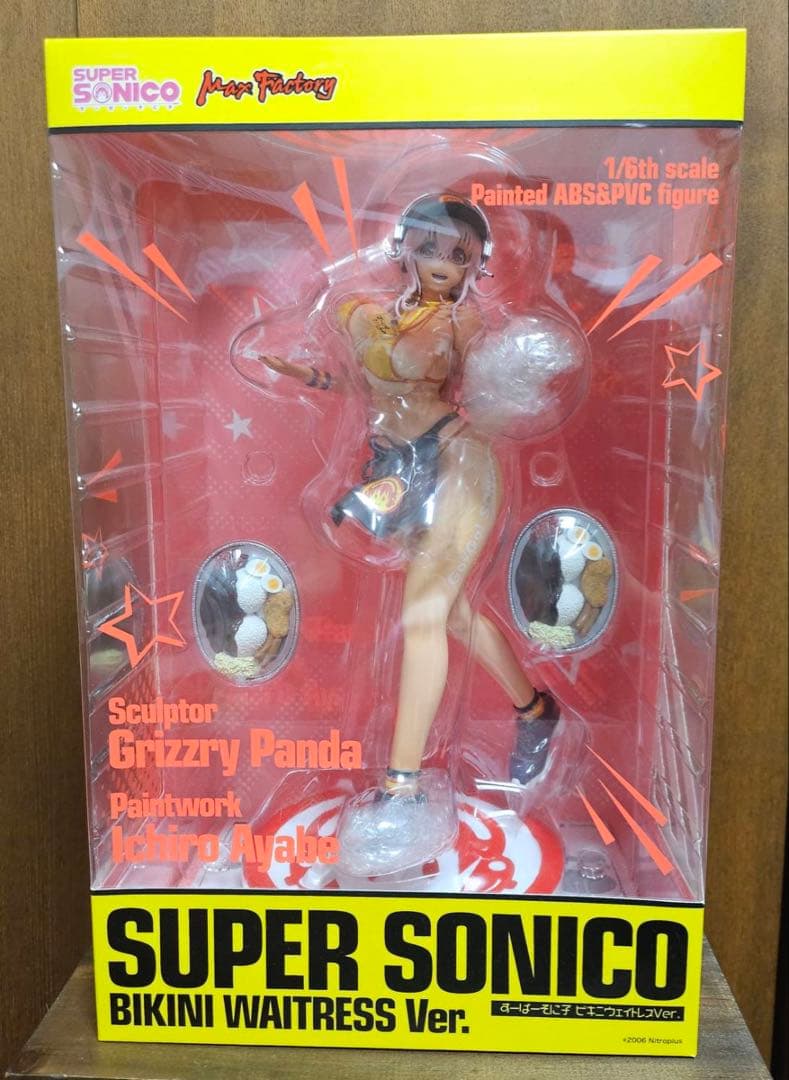 SUPER
SONICO
Max Factory
1/6th scale
Painted ABS&PVC figure
Sculptor
Grizzry Panda
Paintwork
Ichiro Ayabe
SUPER SONICO
BIKINI WAITRESS Ver.
すーぱーそに子 ビキニウェイトレスVer.
©2006 Nitroplus